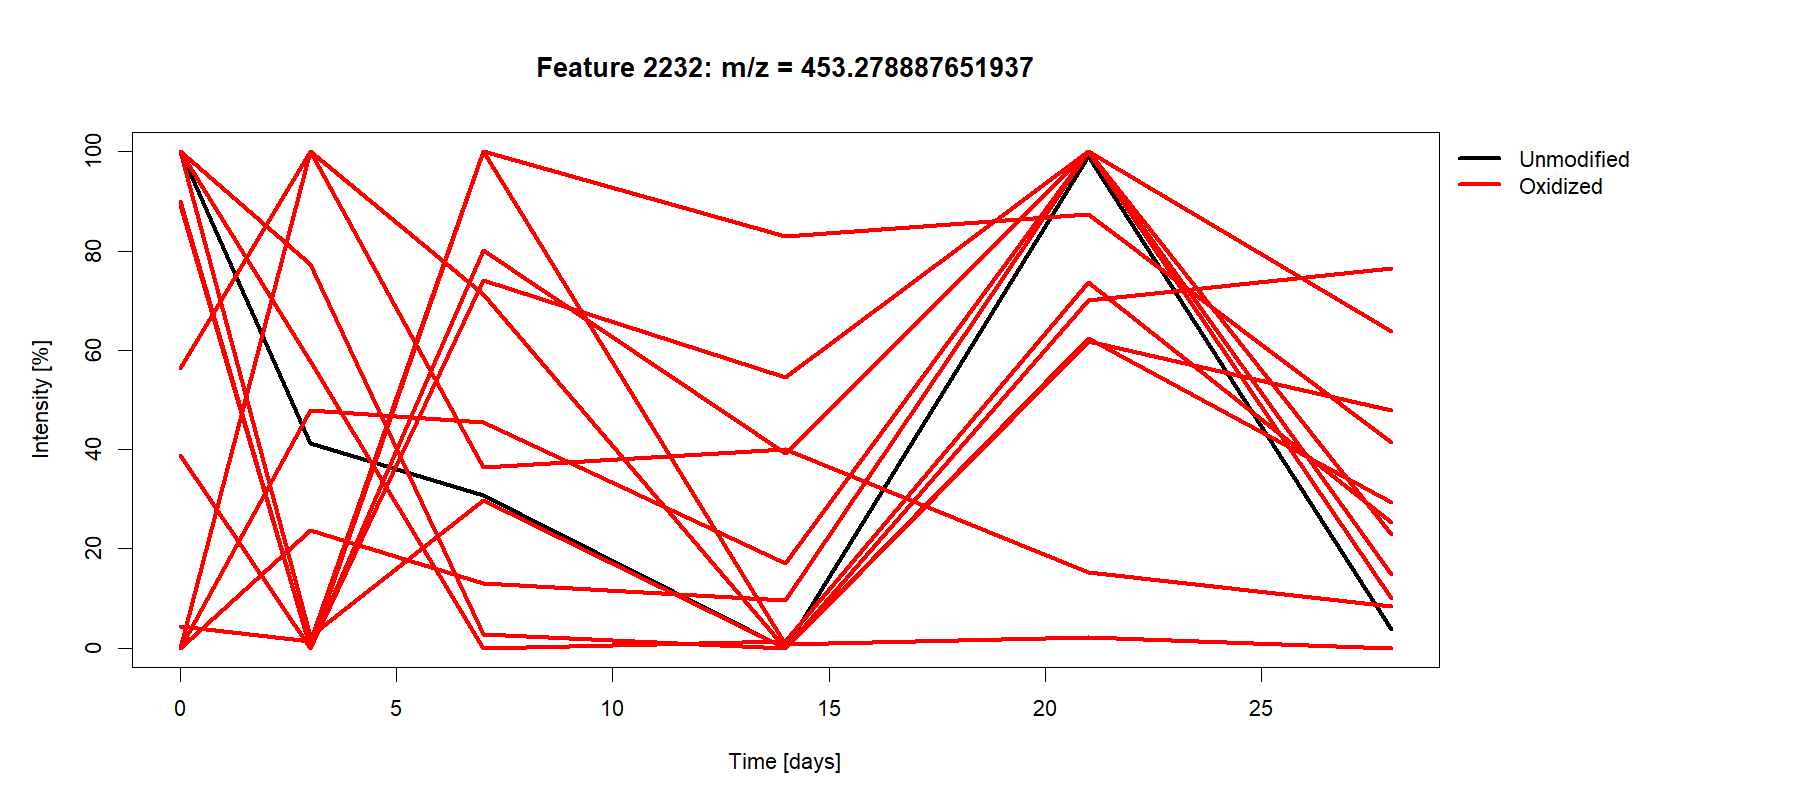 Feature 2232: m/z = 453.278887651937
100
80
60
40
20
0
Intensity [%]
0 5 10 15 20 25
Time [days]
Unmodified
Oxidized